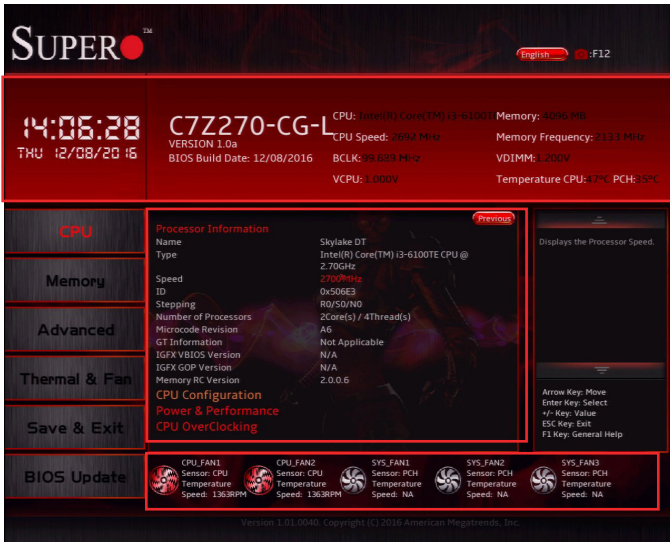 SUPER TM
English :F12
14:06:28
THU 12/08/2016
C7Z270-CG-L
VERSION 1.0a
BIOS Build Date: 12/08/2016
CPU: Intel(R) Core(TM) i3-6100TE
CPU Speed: 2692 MHz
BCLK: 99.689 MHz
VCPU: 1.000V
Memory: 4096 MB
Memory Frequency: 2133 MHz
VDIMM: 1.200V
Temperature CPU: 47°C PCH: 35°C
CPU
Memory
Advanced
Thermal & Fan
Save & Exit
BIOS Update
Previous
Processor Information
Name Skylake DT
Type Intel(R) Core(TM) i3-6100TE CPU @
2.70GHz
Speed 2700MHz
ID 0x506E3
Stepping R0/S0/N0
Number of Processors 2Core(s) / 4Thread(s)
Microcode Revision A6
GT Information Not Applicable
IGFX VBIOS Version N/A
IGFX GOP Version N/A
Memory RC Version 2.0.0.6
CPU Configuration
Power & Performance
CPU OverClocking
Displays the Processor Speed.
Arrow Key: Move
Enter Key: Select
+/- Key: Value
ESC Key: Exit
F1 Key: General Help
CPU_FAN1
Sensor: CPU
Temperature
Speed: 1363RPM
CPU_FAN2
Sensor: CPU
Temperature
Speed: 1363RPM
SYS_FAN1
Sensor: PCH
Temperature
Speed: NA
SYS_FAN2
Sensor: PCH
Temperature
Speed: NA
SYS_FAN3
Sensor: PCH
Temperature
Speed: NA
Version 1.01.0040. Copyright (C) 2016 American Megatrends, Inc.